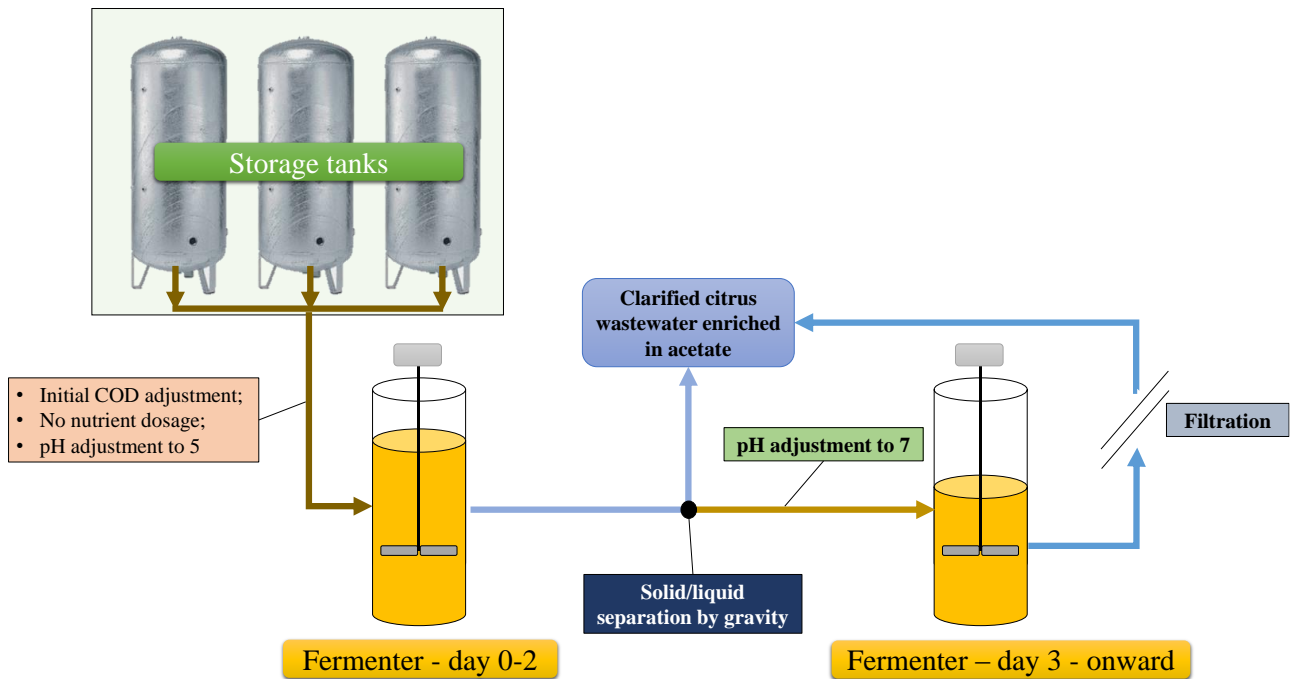 Storage tanks
Clarified citrus
wastewater enriched
in acetate
• Initial COD adjustment;
• No nutrient dosage;
• pH adjustment to 5
Filtration
pH adjustment to 7
Solid/liquid
separation by gravity
Fermenter - day 0-2
Fermenter – day 3 - onward